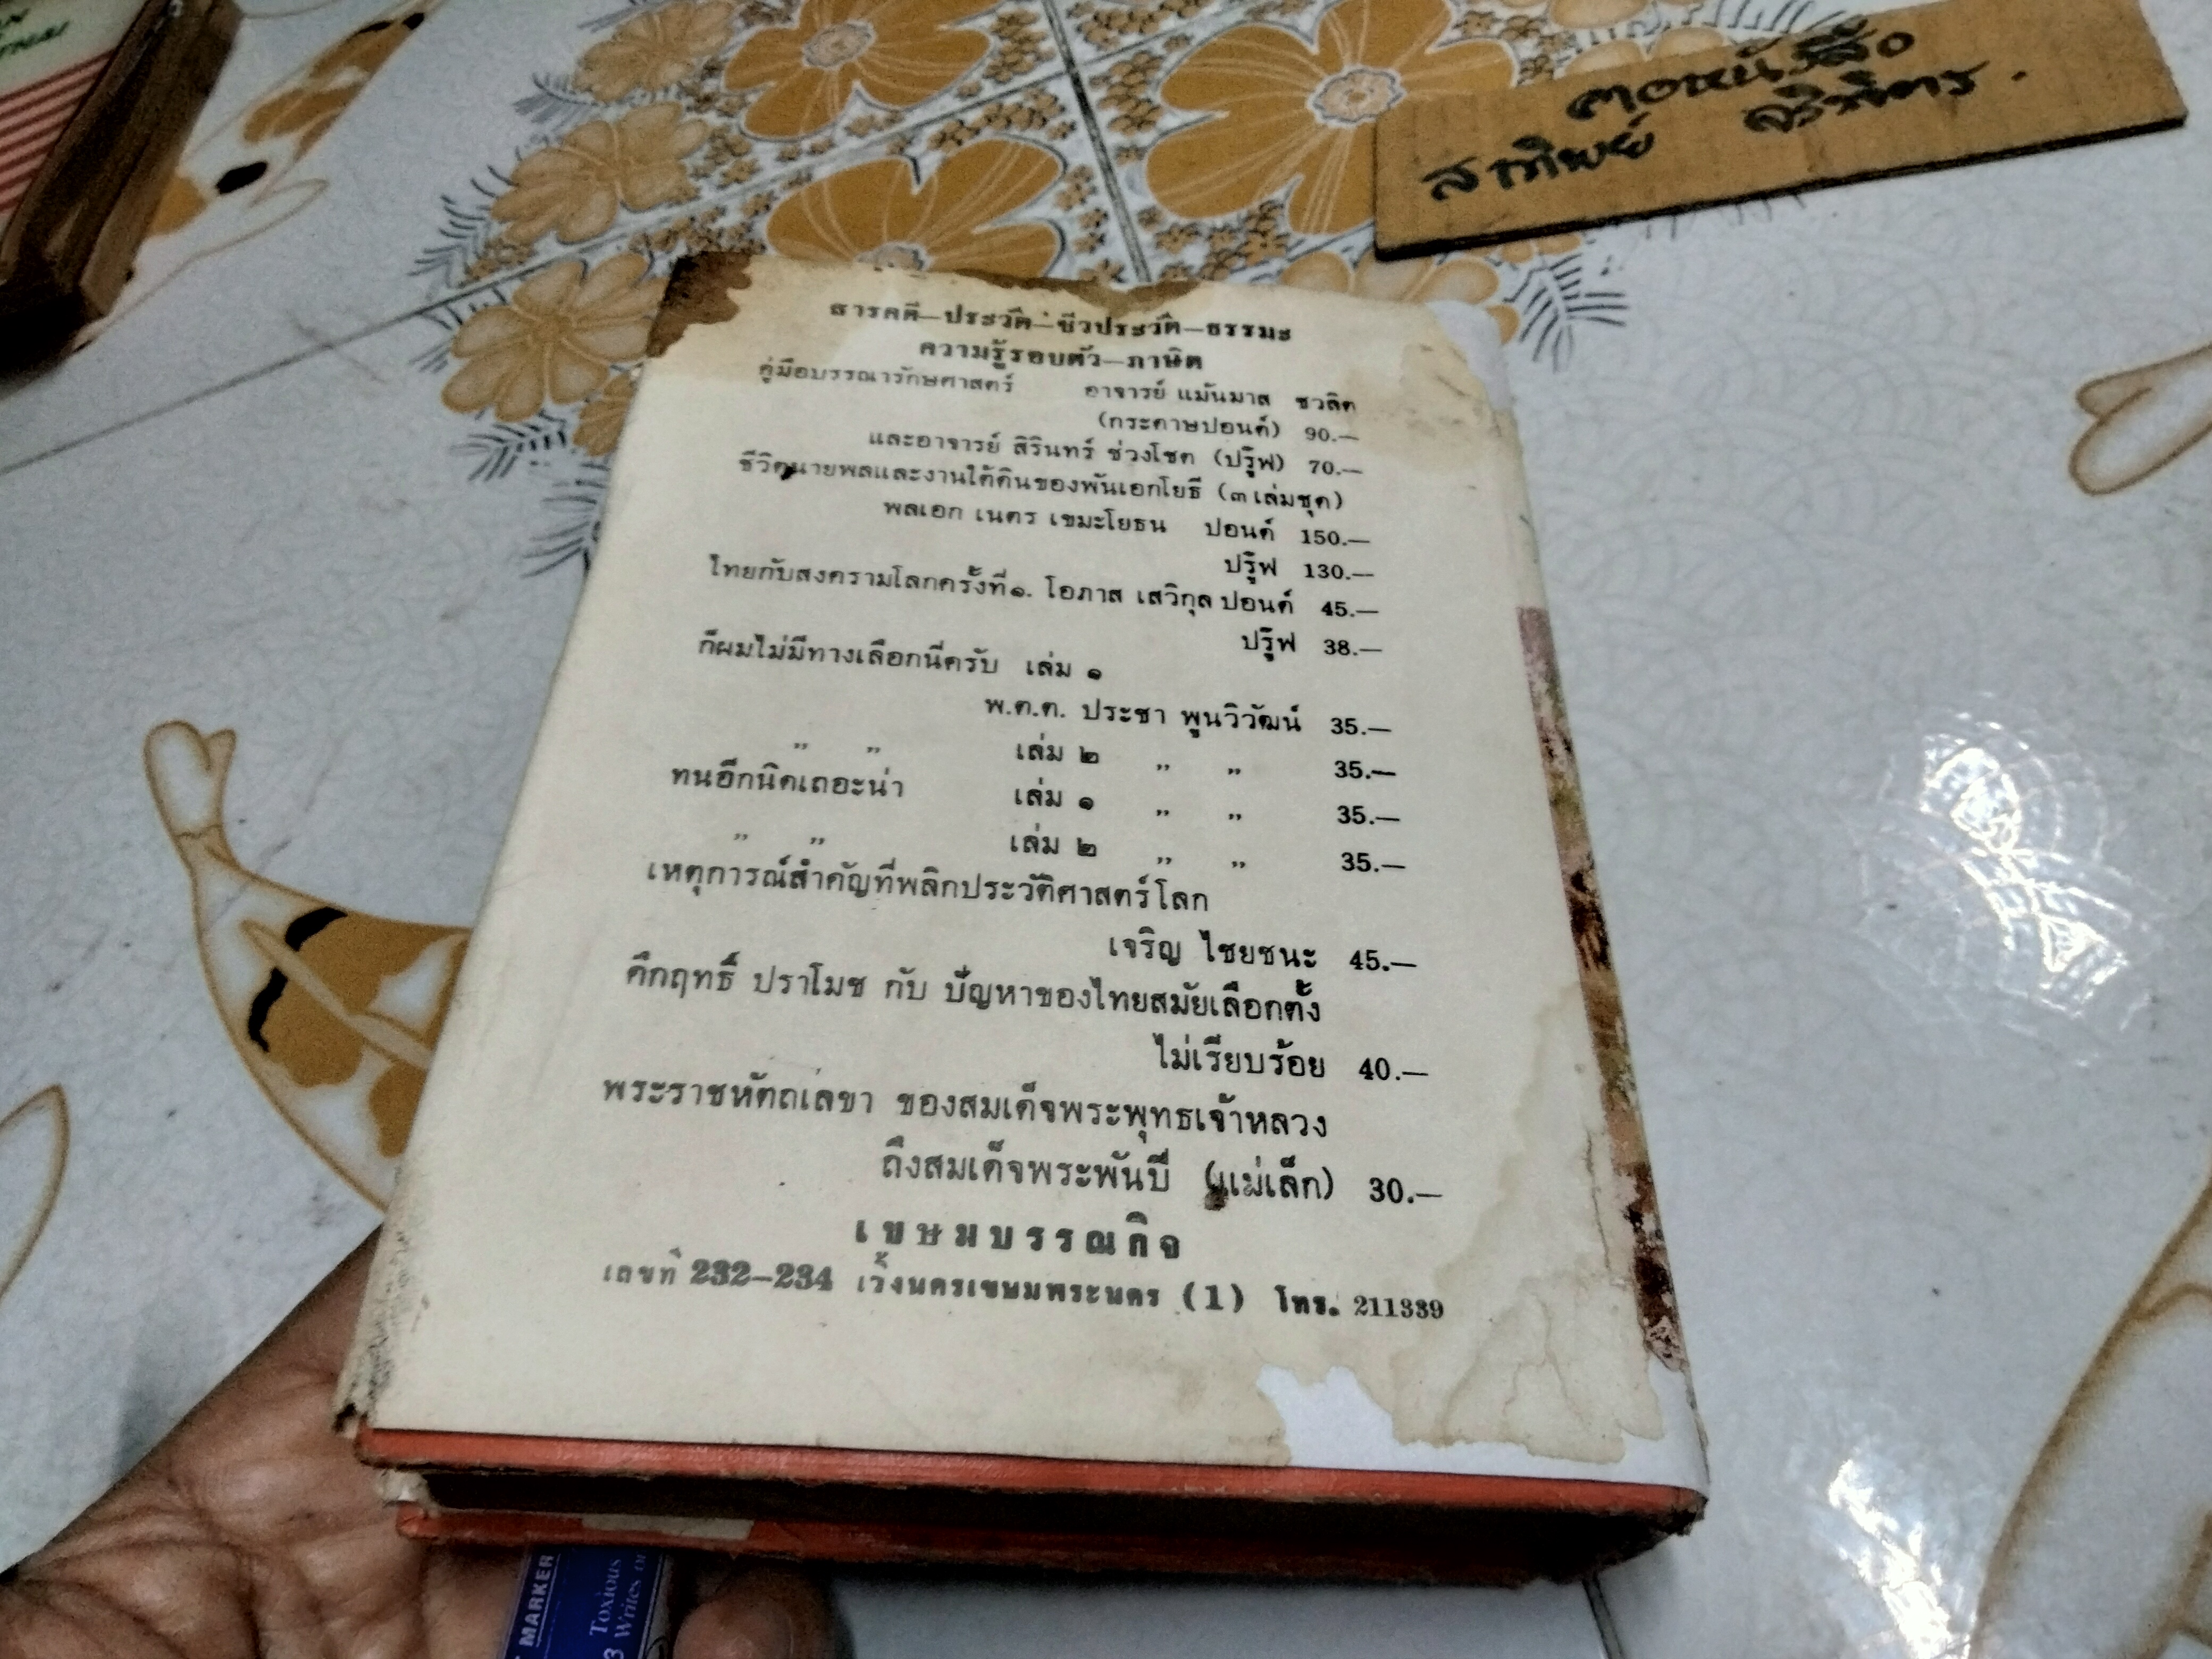 สารคดี—ประวัติ—ชีวประวัติ—ธรรมะ
ความรู้รอบตัว—ภาษิต
คู่มือบรรณารักษศาสตร์ อาจารย์ แม้นมาส ชวลิต
(กระดาษปอนด์) 90.—
และอาจารย์ สิรินทร์ ช่วงโชต (ปรู๊ฟ) 70.—
ชีวิตนายพลและงานใต้ดินของพันเอกโยธี (๓ เล่มชุด)
พลเอก เนตร เขมะโยธน ปอนด์ 150.—
ปรู๊ฟ 130.—
ไทยกับสงครามโลกครั้งที่๑. โอภาส เสวิกุล ปอนด์ 45.—
ปรู๊ฟ 38.—
ก็ผมไม่มีทางเลือกนี่ครับ เล่ม ๑
พ.ต.ต. ประชา พูนวิวัฒน์ 35.—
” ” เล่ม ๒ ” ” 35.—
ทนอีกนิดเถอะน่า เล่ม ๑ ” ” 35.—
” ” เล่ม ๒ ” ” 35.—
เหตุการณ์สำคัญที่พลิกประวัติศาสตร์โลก
เจริญ ไชยชนะ 45.—
คึกฤทธิ์ ปราโมช กับ ปัญหาของไทยสมัยเลือกตั้ง
ไม่เรียบร้อย 40.—
พระราชหัตถเลขา ของสมเด็จพระพุทธเจ้าหลวง
ถึงสมเด็จพระพันปี (แม่เล็ก) 30.—
เขษมบรรณกิจ
เลขที่ 232—234 เวิ้งนครเขษมพระนคร (1) โทร. 211339
MARKER
Toxious
Writes on